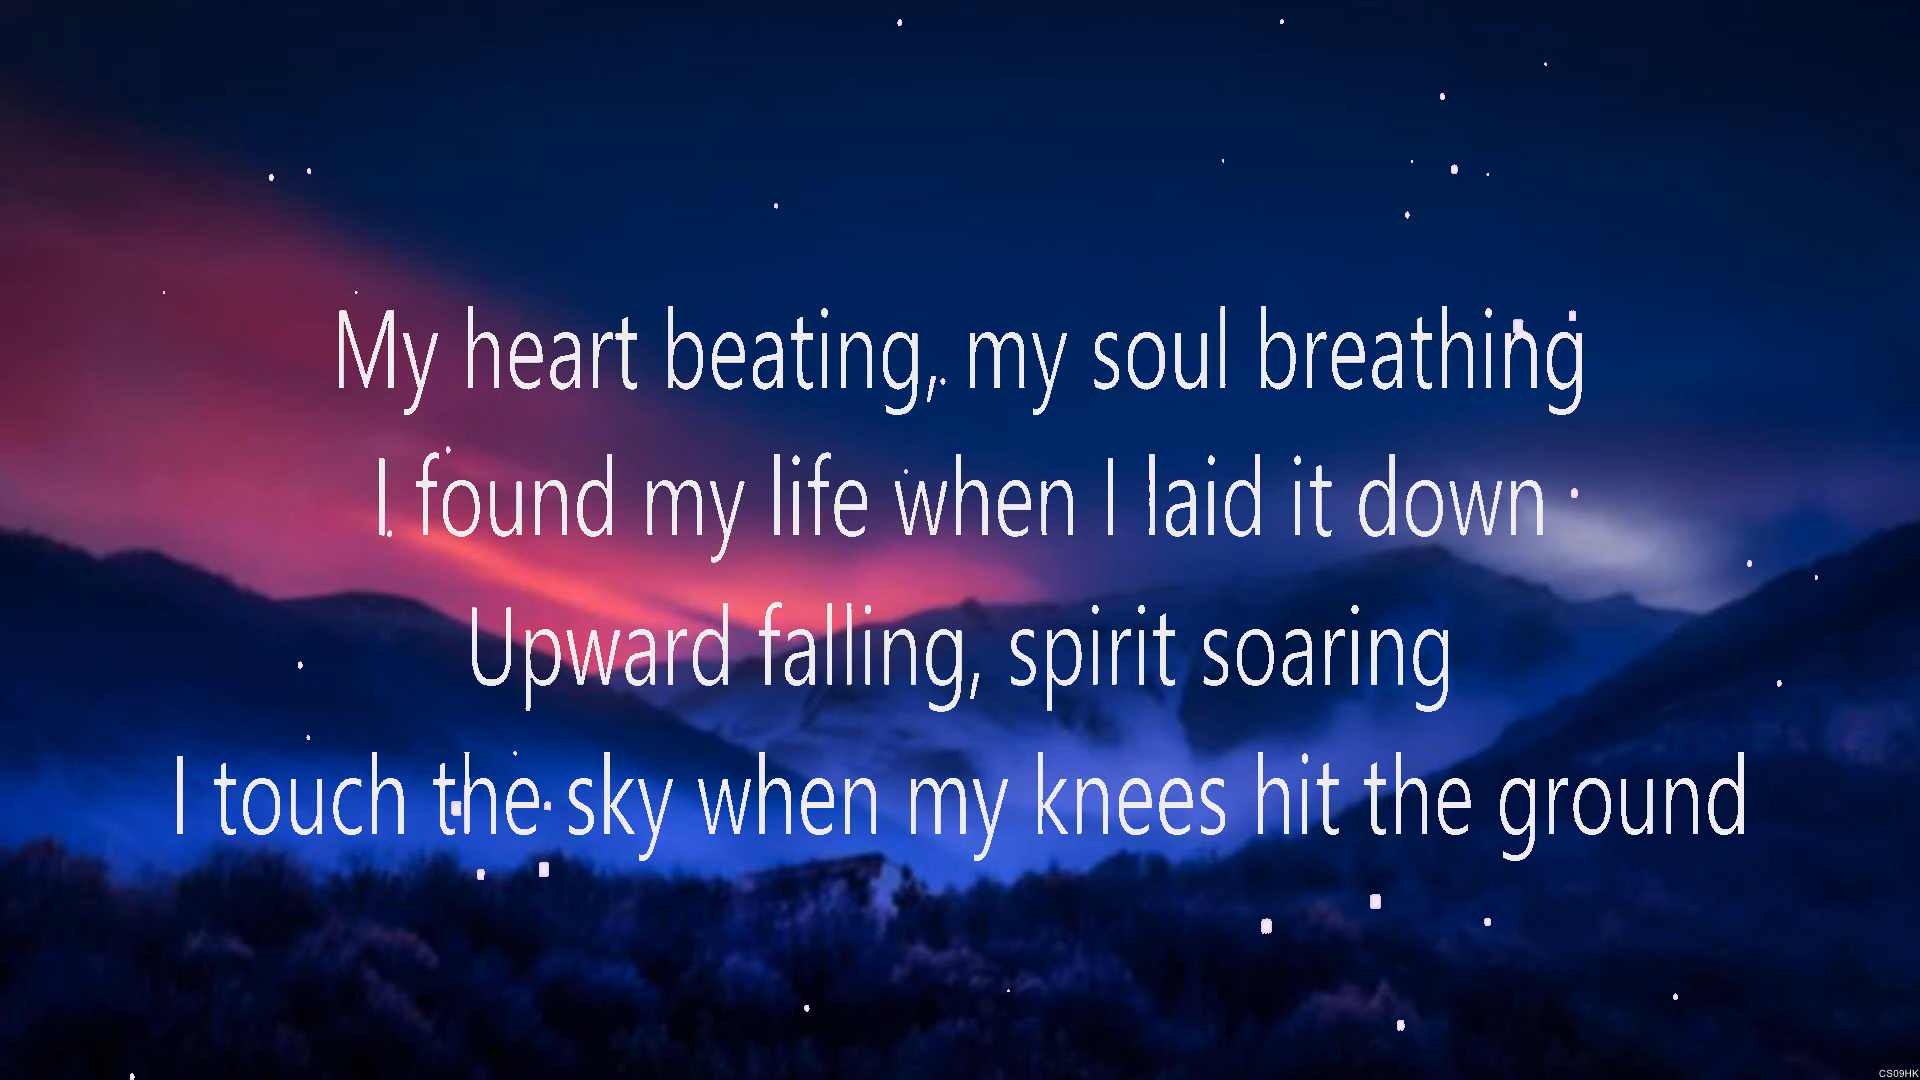 My heart beating, my soul breathing
I found my life when I laid it down
Upward falling, spirit soaring
I touch the sky when my knees hit the ground
CS09HK